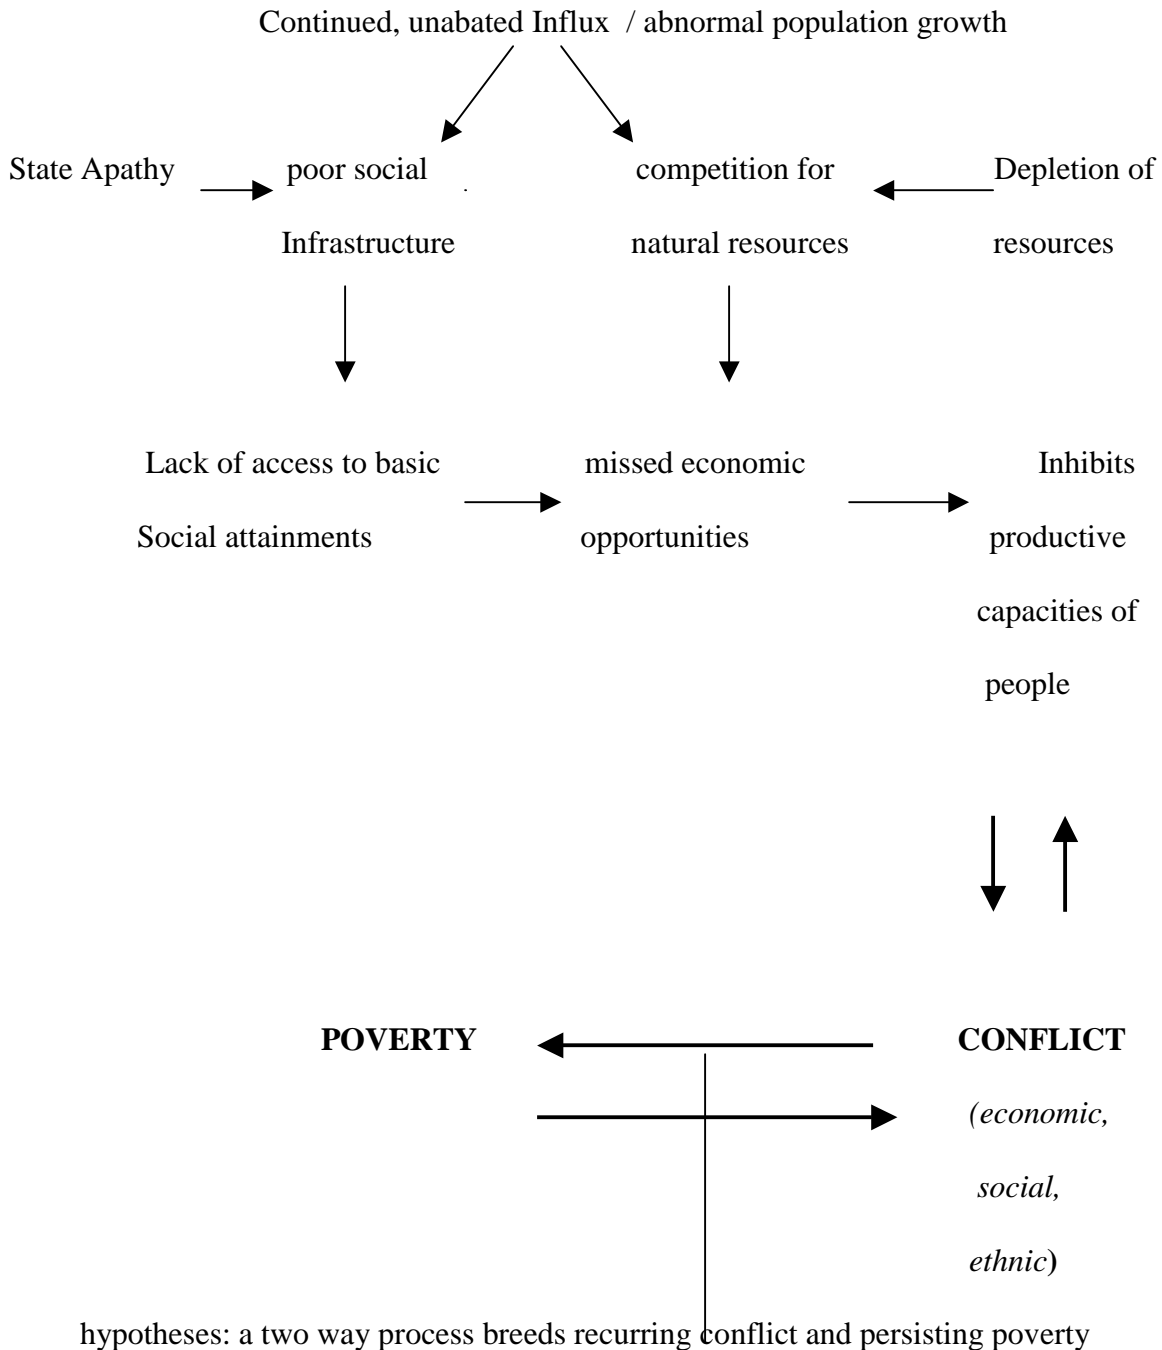 Continued, unabated Influx / abnormal population growth
State Apathy poor social competition for Depletion of
Infrastructure natural resources resources
Lack of access to basic missed economic Inhibits
Social attainments opportunities productive
capacities of
people
POVERTY CONFLICT
(economic,
social,
ethnic)
hypotheses: a two way process breeds recurring conflict and persisting poverty